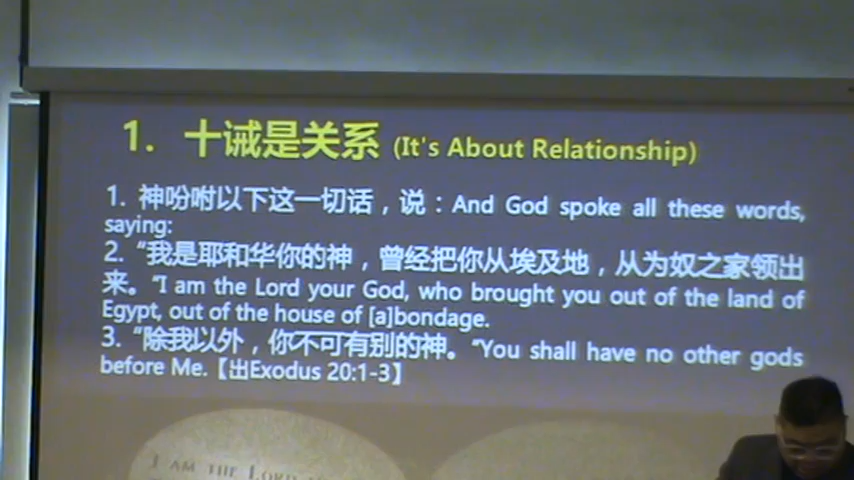 1. 十诫是关系 (It's About Relationship)
1. 神吩咐以下这一切话，说：And God spoke all these words,
saying:
2. “我是耶和华你的神，曾经把你从埃及地，从为奴之家领出
来。“I am the Lord your God, who brought you out of the land of
Egypt, out of the house of [a]bondage.
3. “除我以外，你不可有别的神。“You shall have no other gods
before Me.【出Exodus 20:1-3】
I AM THE LORD